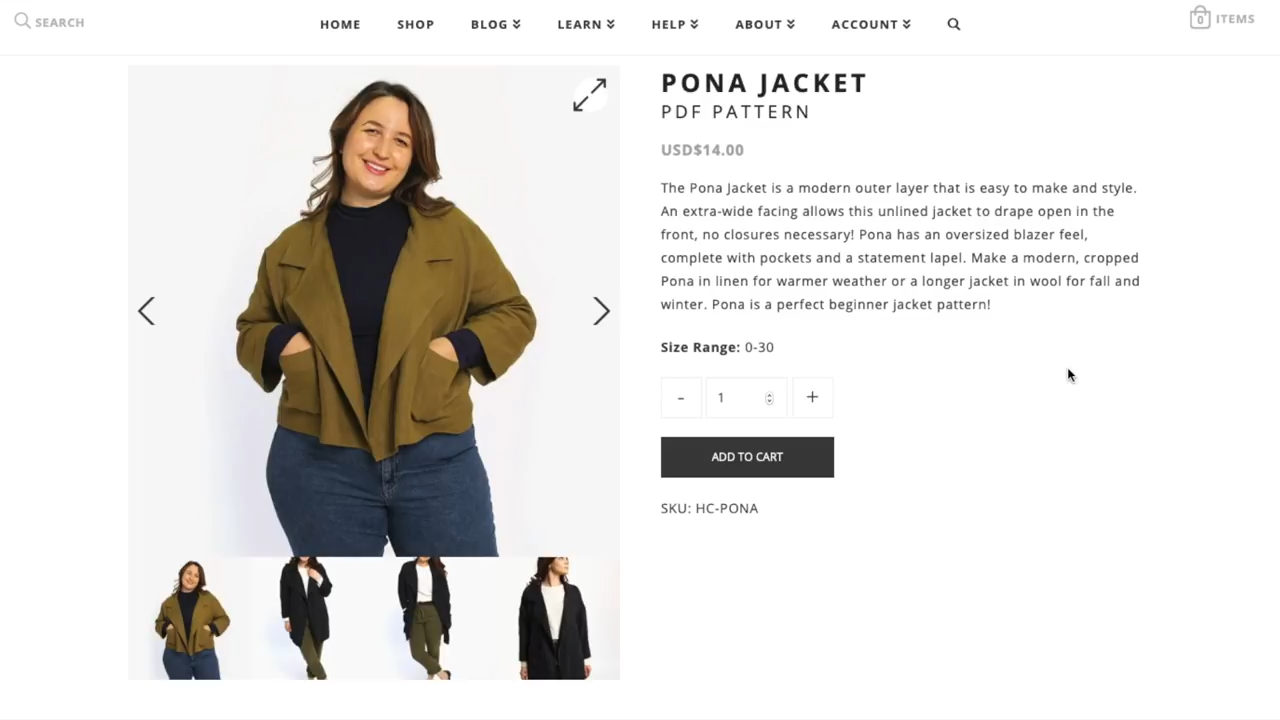 SEARCH
HOME SHOP BLOG LEARN HELP ABOUT ACCOUNT
0 ITEMS
PONA JACKET
PDF PATTERN
USD$14.00
The Pona Jacket is a modern outer layer that is easy to make and style.
An extra-wide facing allows this unlined jacket to drape open in the
front, no closures necessary! Pona has an oversized blazer feel,
complete with pockets and a statement lapel. Make a modern, cropped
Pona in linen for warmer weather or a longer jacket in wool for fall and
winter. Pona is a perfect beginner jacket pattern!
Size Range: 0-30
- 1 +
ADD TO CART
SKU: HC-PONA